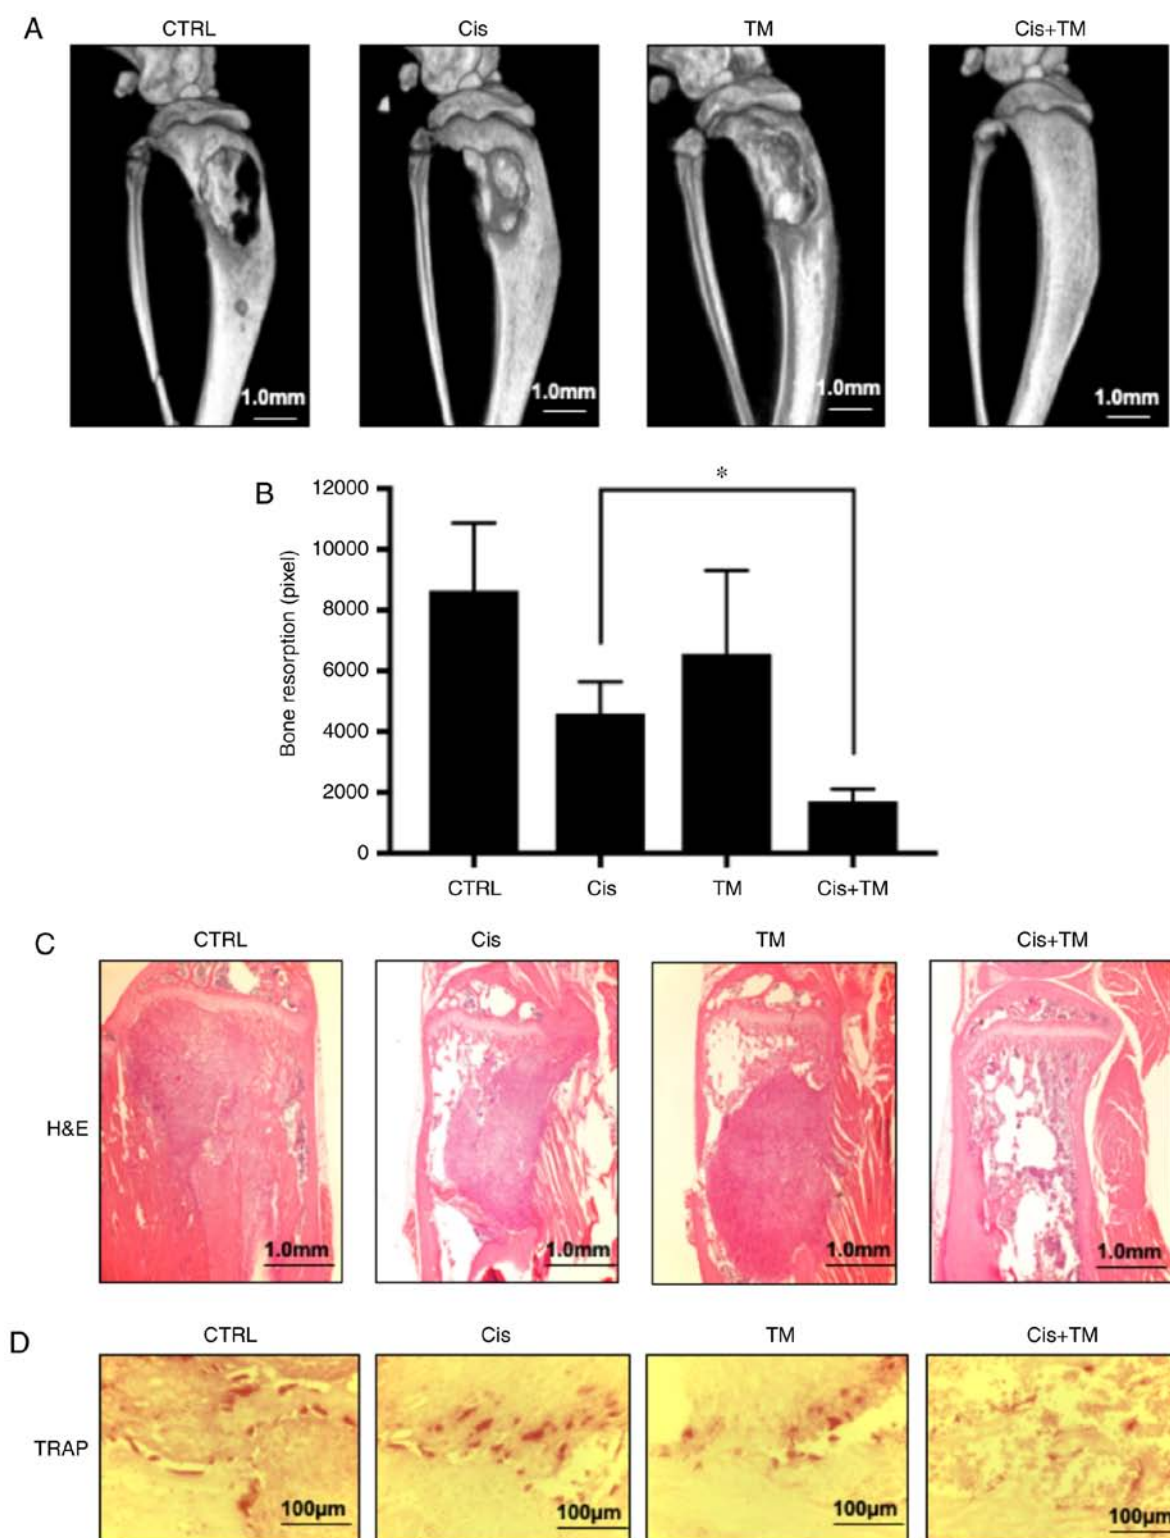 A
CTRL Cis TM Cis+TM
1.0mm 1.0mm 1.0mm 1.0mm
B
*
Bone resorption (pixel)
12000
10000
8000
6000
4000
2000
0
CTRL Cis TM Cis+TM
C
CTRL Cis TM Cis+TM
H&E
1.0mm 1.0mm 1.0mm 1.0mm
D
CTRL Cis TM Cis+TM
TRAP
100μm 100μm 100μm 100μm